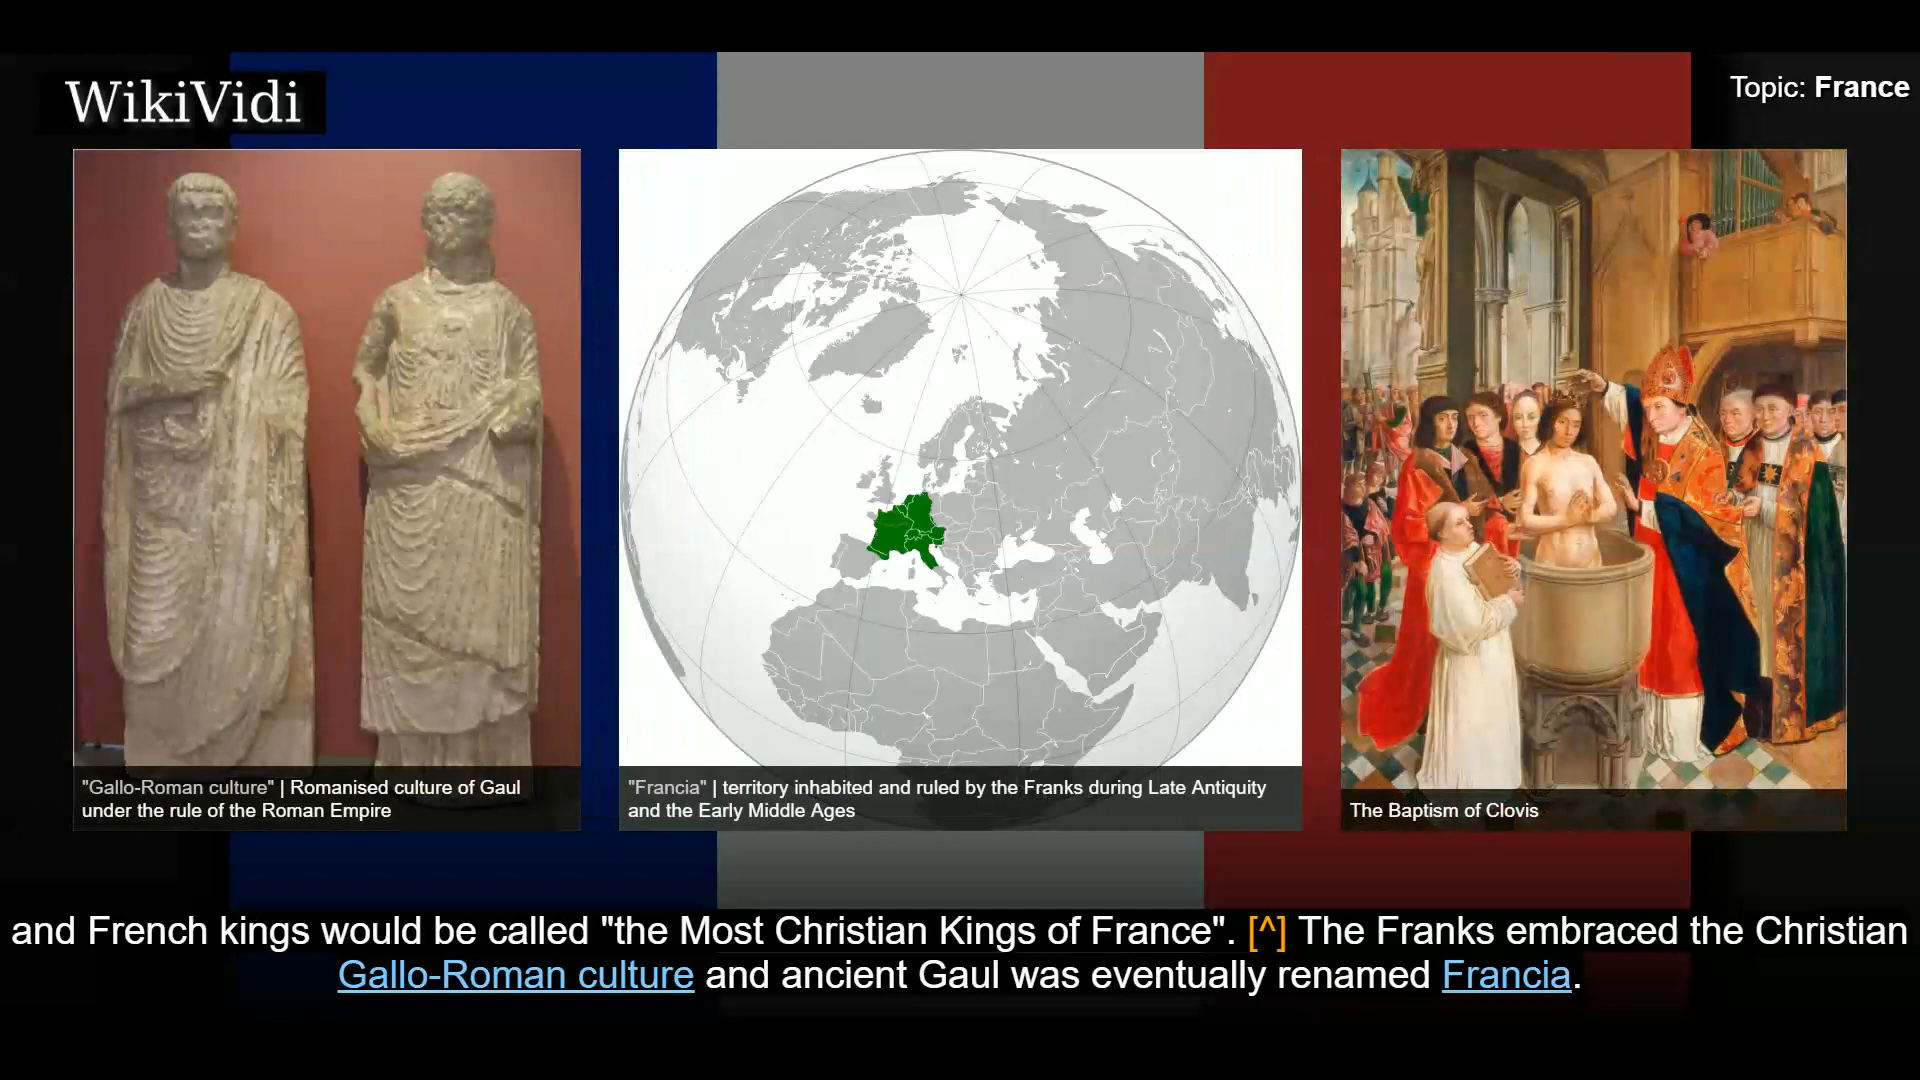 WikiVidi
Topic: France
"Gallo-Roman culture" | Romanised culture of Gaul
under the rule of the Roman Empire
"Francia" | territory inhabited and ruled by the Franks during Late Antiquity
and the Early Middle Ages
The Baptism of Clovis
and French kings would be called "the Most Christian Kings of France". [^] The Franks embraced the Christian
Gallo-Roman culture and ancient Gaul was eventually renamed Francia.